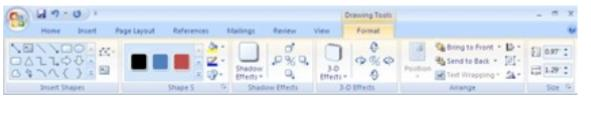 Drawing Tools
Home Insert Page Layout References Mailings Review View Format
Bring to Front
Send to Back
Text Wrapping
Position
Shadow Effects
3-D Effects
0.97"
1.29"
Insert Shapes Shape S Shadow Effects 3-D Effects Arrange Size